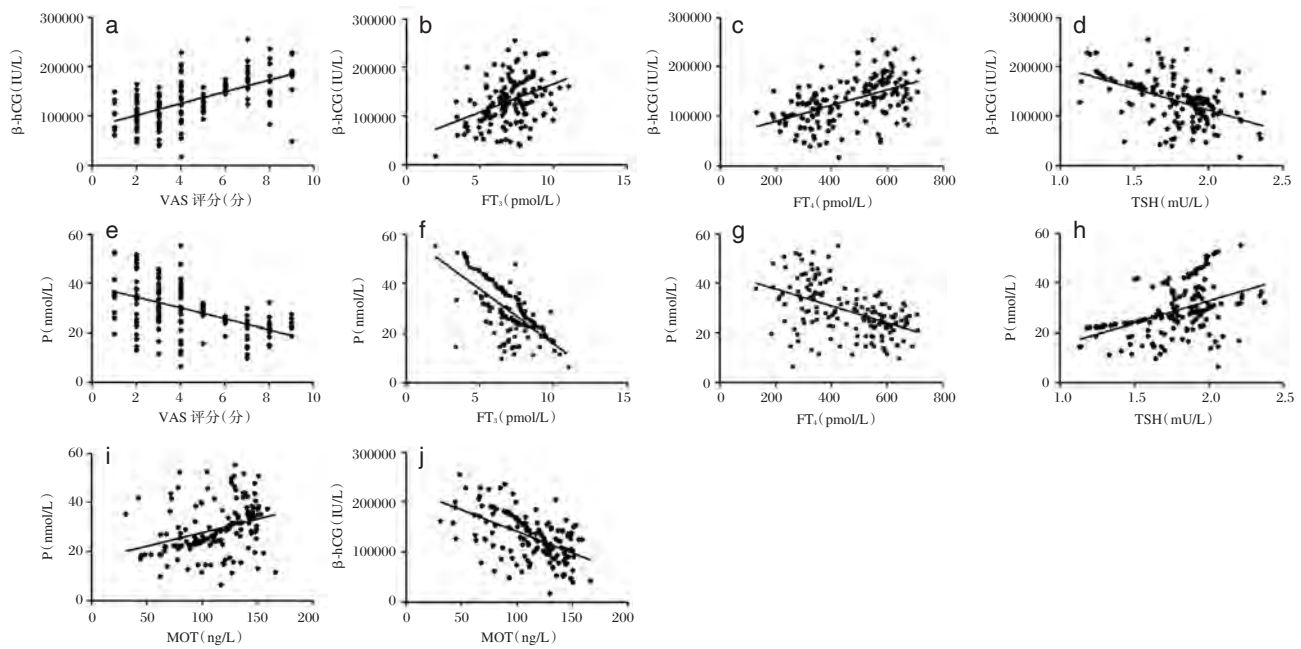 a
b
c
d
300000
200000
100000
0
β-hCG(IU/L)
0 2 4 6 8 10
VAS 评分(分)
300000
200000
100000
0
β-hCG(IU/L)
0 5 10 15
FT₃(pmol/L)
300000
200000
100000
0
β-hCG(IU/L)
0 200 400 600 800
FT₄(pmol/L)
300000
200000
100000
0
β-hCG(IU/L)
1.0 1.5 2.0 2.5
TSH(mU/L)
e
f
g
h
60
40
20
0
P(nmol/L)
0 2 4 6 8 10
VAS 评分(分)
60
40
20
0
P(nmol/L)
0 5 10 15
FT₃(pmol/L)
60
40
20
0
P(nmol/L)
0 200 400 600 800
FT₄(pmol/L)
60
40
20
0
P(nmol/L)
1.0 1.5 2.0 2.5
TSH(mU/L)
i
j
60
40
20
0
P(nmol/L)
0 50 100 150 200
MOT(ng/L)
300000
200000
100000
0
β-hCG(IU/L)
0 50 100 150 200
MOT(ng/L)